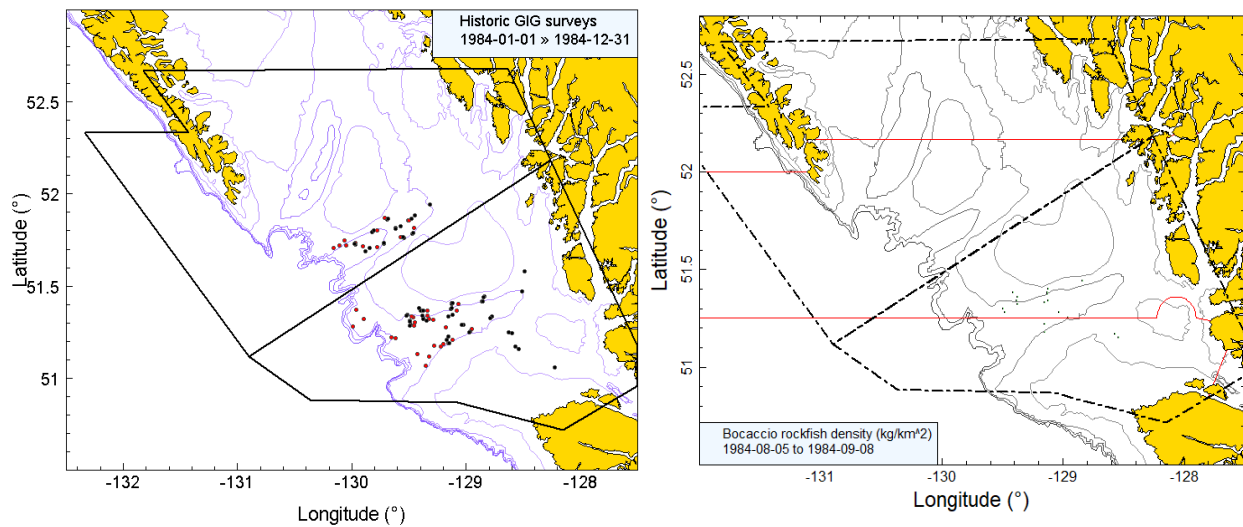 Historic GIG surveys
1984-01-01 » 1984-12-31
52.5
52
51.5
51
Latitude (°)
-132
-131
-130
-129
-128
Longitude (°)
52.5
52
51.5
51
Latitude (°)
Bocaccio rockfish density (kg/km^2)
1984-08-05 to 1984-09-08
-131
-130
-129
-128
Longitude (°)